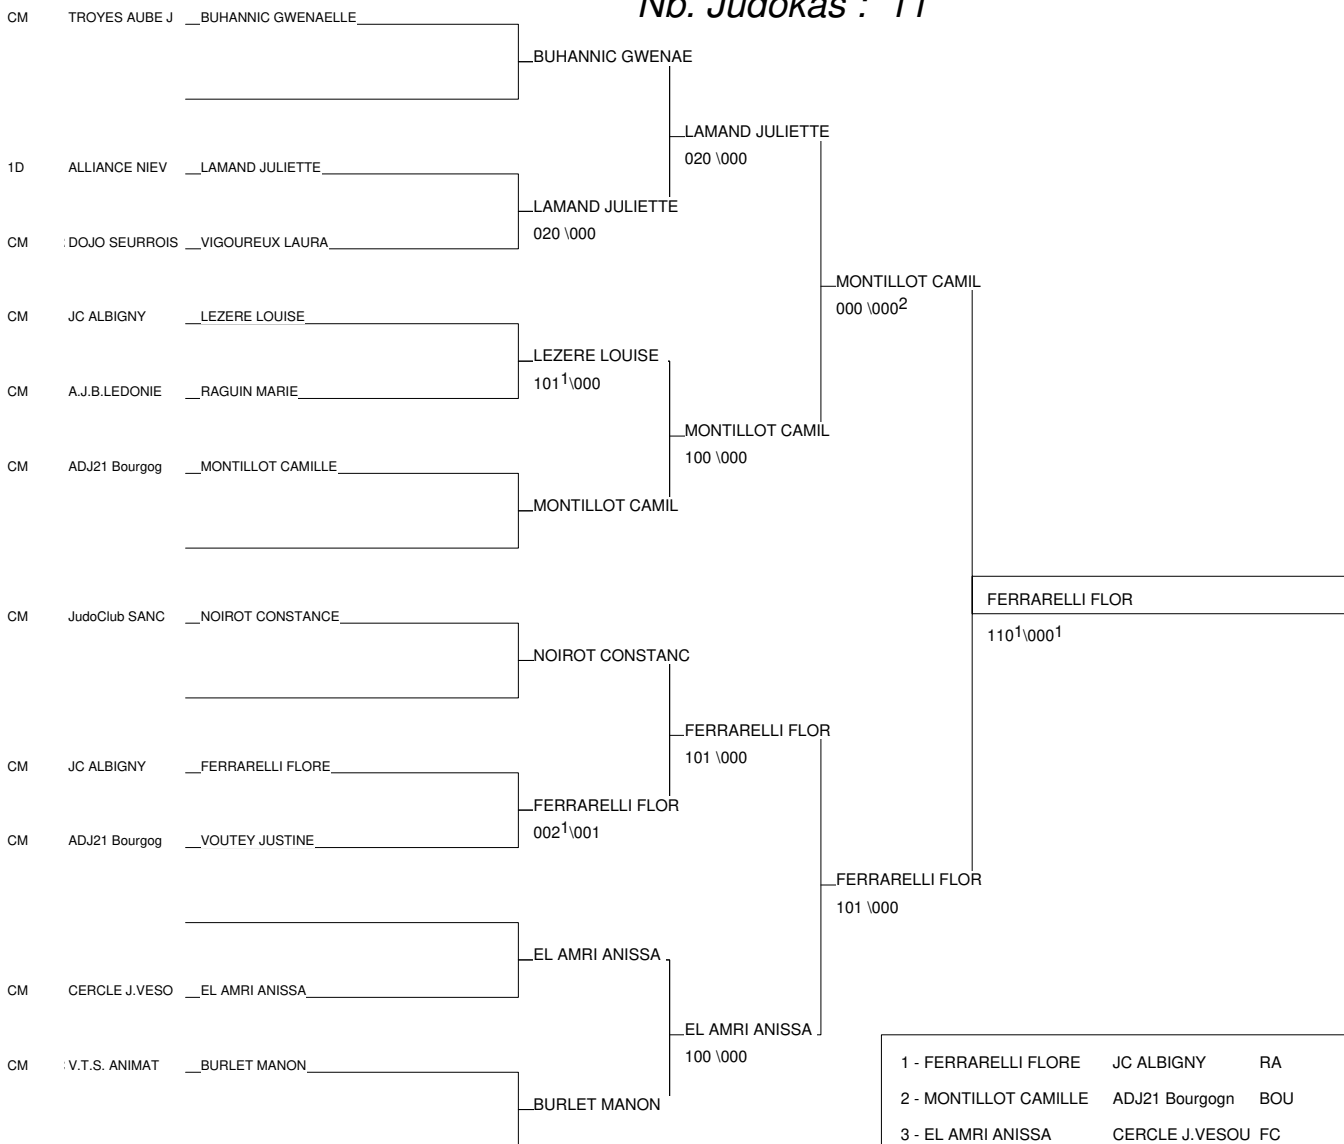 Nb. Judokas : 11
CM TROYES AUBE J BUHANNIC GWENAELLE
BUHANNIC GWENAE
LAMAND JULIETTE
020 \000
1D ALLIANCE NIEV LAMAND JULIETTE
LAMAND JULIETTE
020 \000
CM : DOJO SEURROIS VIGOUREUX LAURA
MONTILLOT CAMIL
000 \000²
CM JC ALBIGNY LEZERE LOUISE
LEZERE LOUISE
101¹\000
CM A.J.B.LEDONIE RAGUIN MARIE
MONTILLOT CAMIL
100 \000
CM ADJ21 Bourgog MONTILLOT CAMILLE
MONTILLOT CAMIL
FERRARELLI FLOR
110¹\000¹
CM JudoClub SANC NOIROT CONSTANCE
NOIROT CONSTANC
FERRARELLI FLOR
101 \000
CM JC ALBIGNY FERRARELLI FLORE
FERRARELLI FLOR
002¹\001
CM ADJ21 Bourgog VOUTEY JUSTINE
FERRARELLI FLOR
101 \000
EL AMRI ANISSA
CM CERCLE J.VESO EL AMRI ANISSA
EL AMRI ANISSA
100 \000
CM : V.T.S. ANIMAT BURLET MANON
BURLET MANON
1 - FERRARELLI FLORE JC ALBIGNY RA
2 - MONTILLOT CAMILLE ADJ21 Bourgogn BOU
3 - EL AMRI ANISSA CERCLE J.VESOU FC